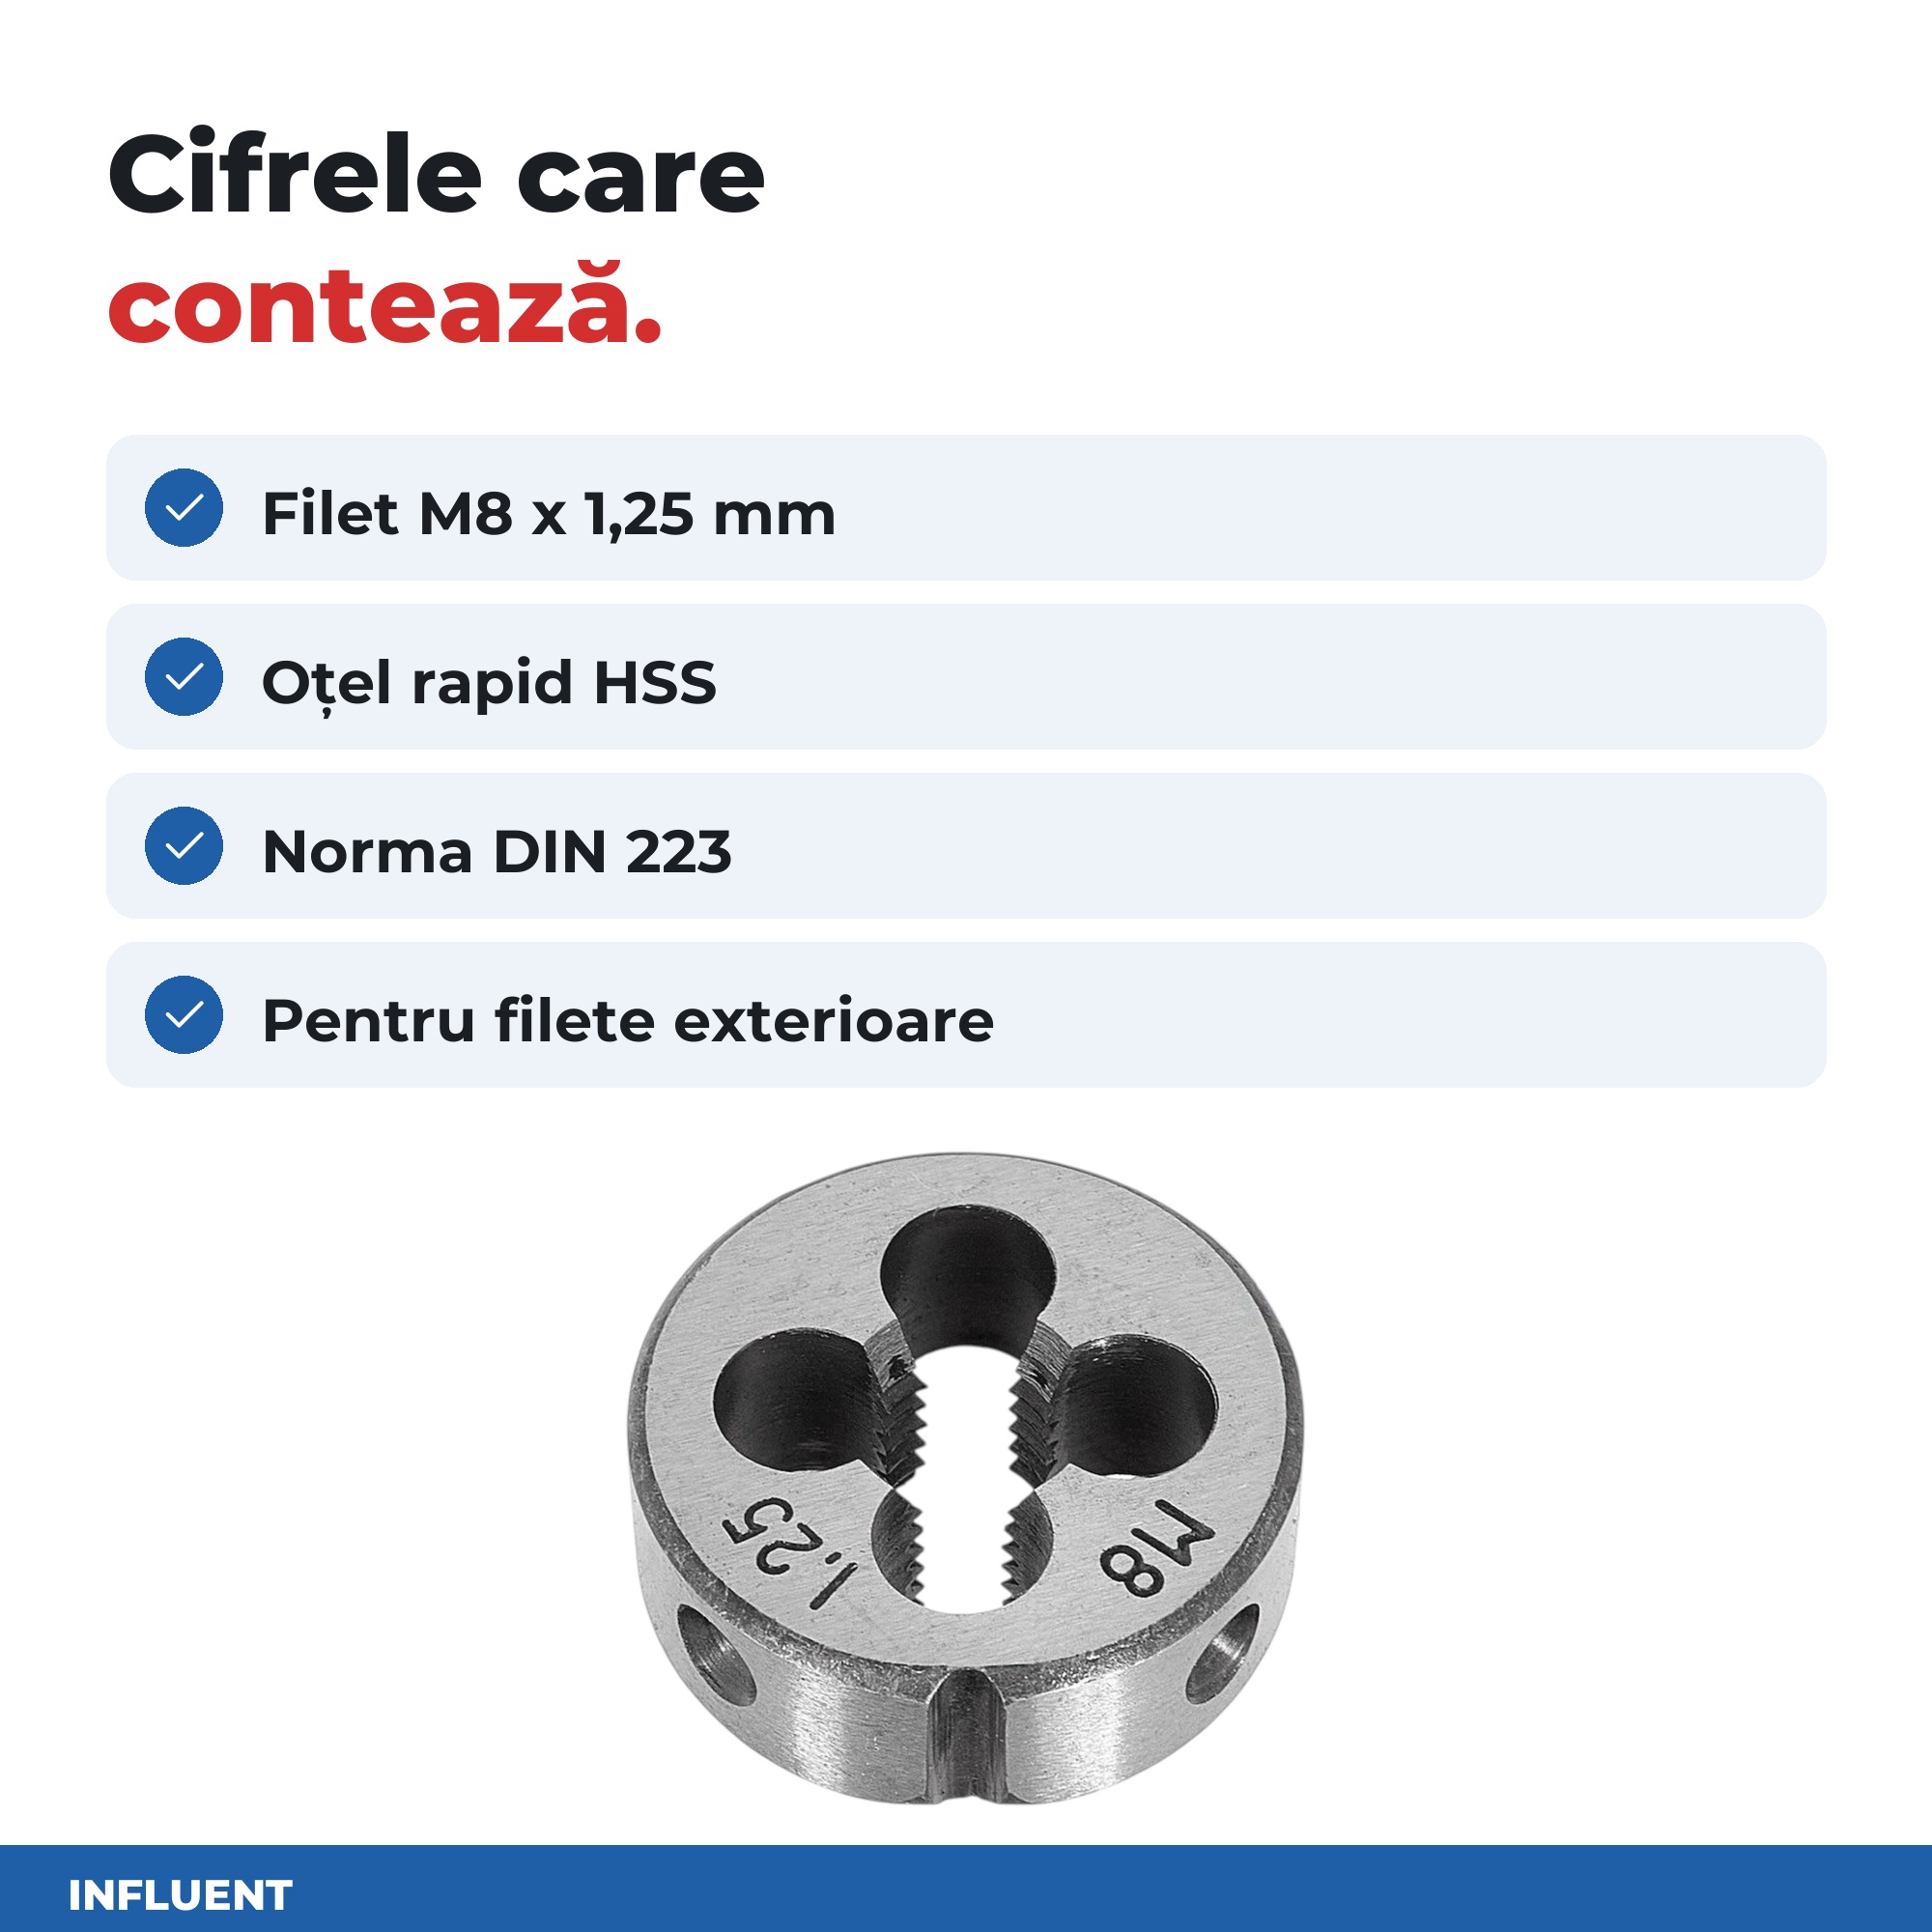 Cifrele care
contează.
Filet M8 x 1,25 mm
Oțel rapid HSS
Norma DIN 223
Pentru filete exterioare
1.25
M8
INFLUENT